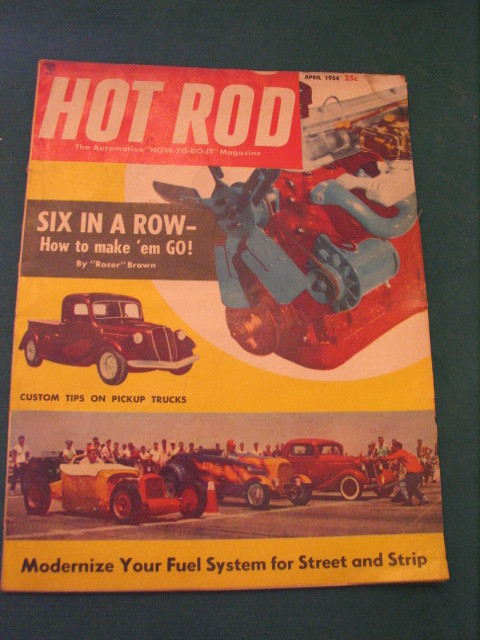 HOT ROD
APRIL 1954 25c
The Automotive "HOW-TO-DO-IT" Magazine
SIX IN A ROW—
How to make 'em GO!
By "Racer" Brown
CUSTOM TIPS ON PICKUP TRUCKS
Modernize Your Fuel System for Street and Strip